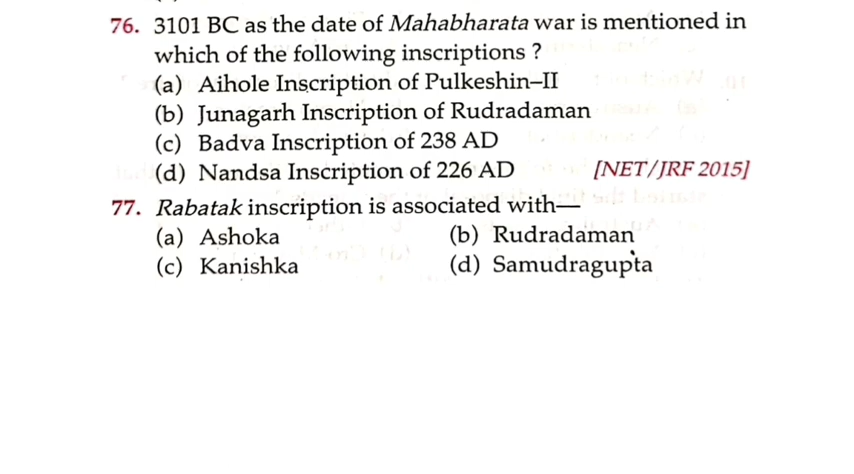 76. 3101 BC as the date of Mahabharata war is mentioned in
which of the following inscriptions ?
(a) Aihole Inscription of Pulkeshin–II
(b) Junagarh Inscription of Rudradaman
(c) Badva Inscription of 238 AD
(d) Nandsa Inscription of 226 AD [NET/JRF 2015]
77. Rabatak inscription is associated with—
(a) Ashoka (b) Rudradaman
(c) Kanishka (d) Samudragupta